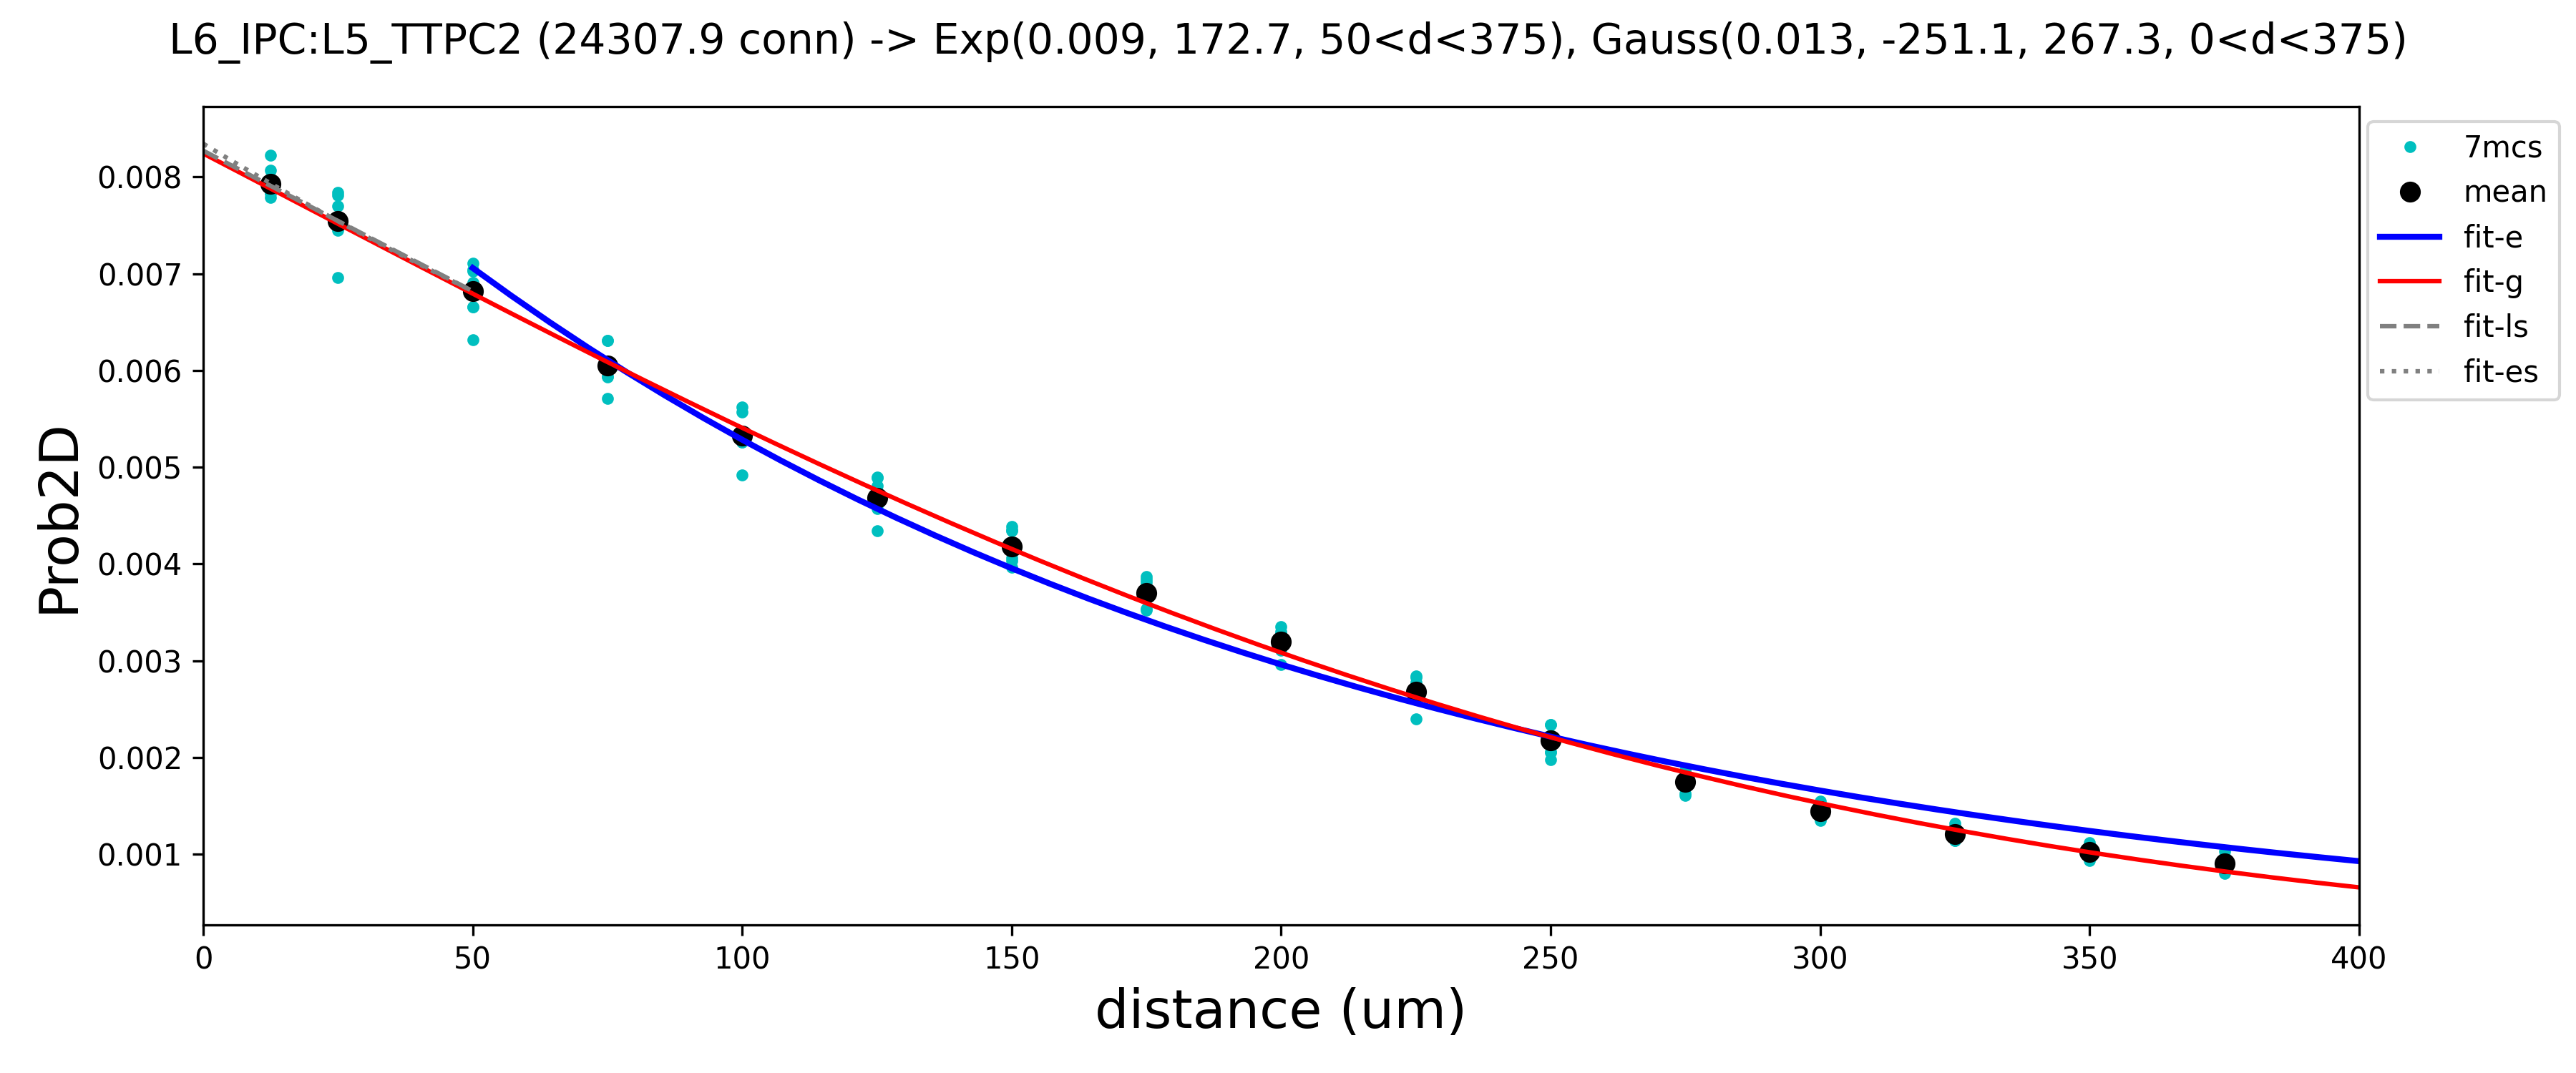 L6_IPC:L5_TTPC2 (24307.9 conn) -> Exp(0.009, 172.7, 50<d<375), Gauss(0.013, -251.1, 267.3, 0<d<375)
7mcs
mean
fit-e
fit-g
fit-ls
fit-es
0.008
0.007
0.006
0.005
0.004
0.003
0.002
0.001
Prob2D
0 50 100 150 200 250 300 350 400
distance (um)